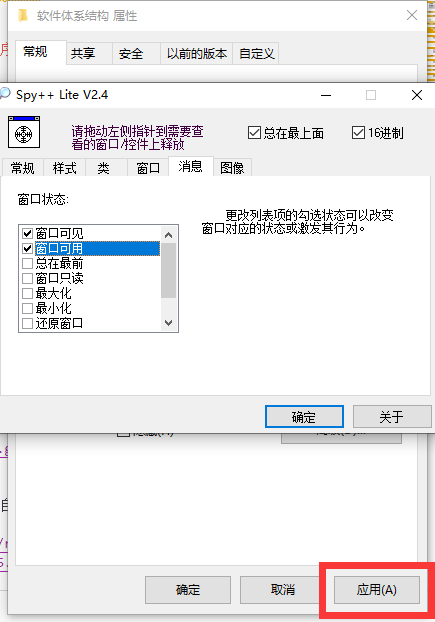 软件体系结构 属性
常规 共享 安全 以前的版本 自定义
Spy++ Lite V2.4
请拖动左侧指针到需要查
看的窗口/控件上释放
总在最上面 16进制
常规 样式 类 窗口 消息 图像
窗口状态:
更改列表项的勾选状态可以改变
窗口对应的状态或激发其行为。
窗口可见
窗口可用
总在最前
窗口只读
最大化
最小化
还原窗口
确定 关于
确定 取消 应用(A)